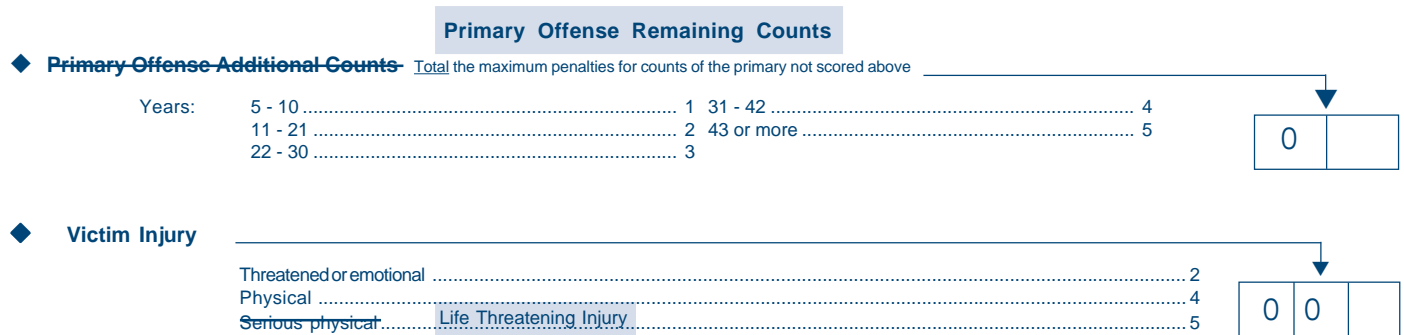 Primary Offense Remaining Counts
Primary Offense Additional Counts Total the maximum penalties for counts of the primary not scored above
Years: 5 - 10 ........................................................................... 1 31 - 42 ......................................................................... 4
11 - 21 ......................................................................... 2 43 or more ................................................................... 5
22 - 30 ......................................................................... 3
0
Victim Injury
Threatened or emotional ....................................................................................................................................................... 2
Physical ............................................................................................................................................................................... 4
Serious physical ........... Life Threatening Injury ................................................................................................................ 5
0 0